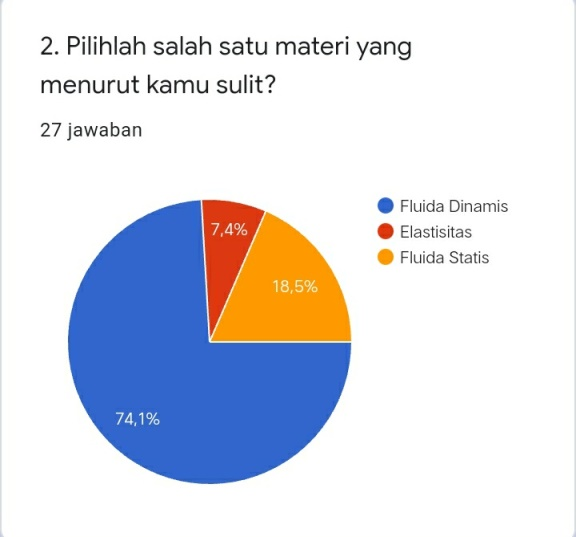 2. Pilihlah salah satu materi yang
menurut kamu sulit?
27 jawaban
Fluida Dinamis
Elastisitas
Fluida Statis
7,4%
18,5%
74,1%